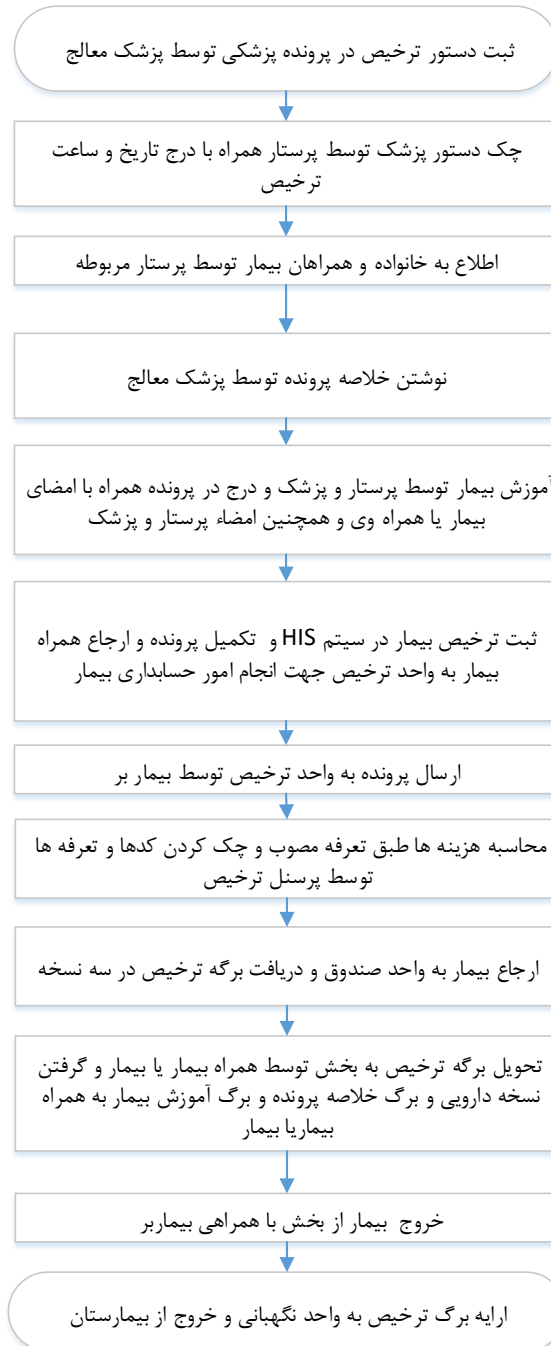 ثبت دستور ترخیص در پرونده پزشکی توسط پزشک معالج
چک دستور پزشک توسط پرستار همراه با درج تاریخ و ساعت
ترخیص
اطلاع به خانواده و همراهان بیمار توسط پرستار مربوطه
نوشتن خلاصه پرونده توسط پزشک معالج
آموزش بیمار توسط پرستار و پزشک و درج در پرونده همراه با امضای
بیمار یا همراه وی و همچنین امضاء پرستار و پزشک
ثبت ترخیص بیمار در سیتم HIS و تکمیل پرونده و ارجاع همراه
بیمار به واحد ترخیص جهت انجام امور حسابداری بیمار
ارسال پرونده به واحد ترخیص توسط بیمار بر
محاسبه هزینه ها طبق تعرفه مصوب و چک کردن کدها و تعرفه ها
توسط پرسنل ترخیص
ارجاع بیمار به واحد صندوق و دریافت برگه ترخیص در سه نسخه
تحویل برگه ترخیص به بخش توسط همراه بیمار یا بیمار و گرفتن
نسخه دارویی و برگ خلاصه پرونده و برگ آموزش بیمار به همراه
بیماریا بیمار
خروج بیمار از بخش با همراهی بیماربر
ارایه برگ ترخیص به واحد نگهبانی و خروج از بیمارستان